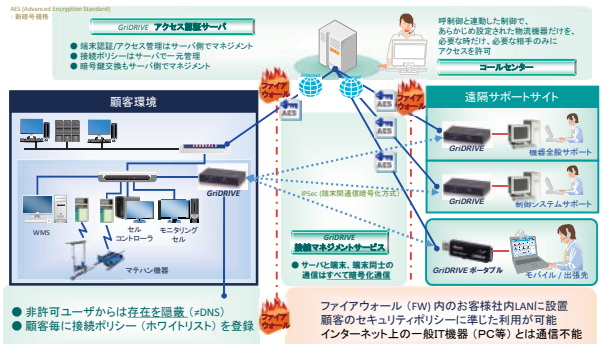 AES (Advanced Encryption Standard)
：新暗号規格
GriDRIVE アクセス認証サーバ
● 端末認証/アクセス管理はサーバ側でマネジメント
● 接続ポリシーはサーバで一元管理
● 暗号鍵交換もサーバ側でマネジメント
呼制御と連動した制御で、
あらかじめ設定された物流機器だけを、
必要な時だけ、必要な相手のみに
アクセスを許可
コールセンター
ファイア
ウォール
ファイア
ウォール
Internet
Internet
AES
AES
AES
AES
顧客環境
GriDRIVE
WMS
セル
コントローラ
モニタリング
セル
マテハン機器
IPSec (端末間通信暗号化方式)
GriDRIVE
接続マネジメントサービス
● サーバと端末、端末同士の
通信はすべて暗号化通信
遠隔サポートサイト
GriDRIVE
機器全般サポート
GriDRIVE
制御システムサポート
GriDRIVE ポータブル
モバイル / 出張先
● 非許可ユーザからは存在を隠蔽（≠DNS）
● 顧客毎に接続ポリシー（ホワイトリスト）を登録
ファイア
ウォール
ファイアウォール（FW）内のお客様社内LANに設置
顧客のセキュリティポリシーに準じた利用が可能
インターネット上の一般IT機器（PC等）とは通信不能